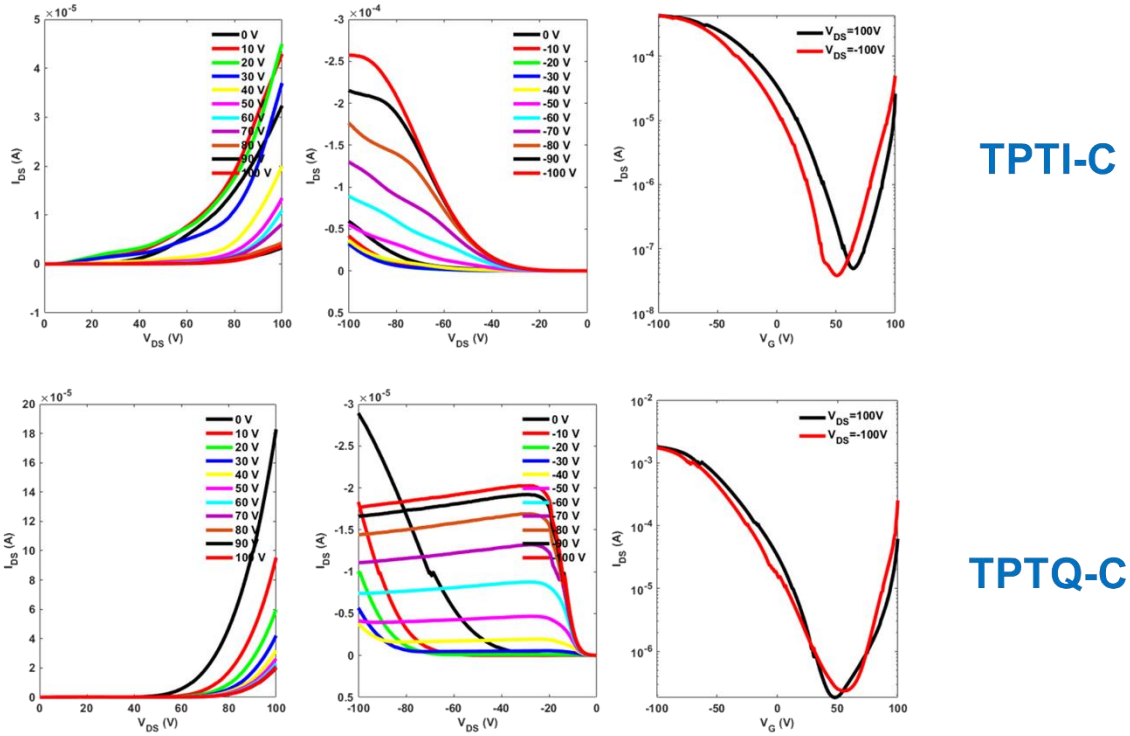 ×10⁻⁵
5
4
3
2
1
0
-1
0 20 40 60 80 100
I_DS (A)
V_DS (V)
0 V
10 V
20 V
30 V
40 V
50 V
60 V
70 V
80 V
90 V
100 V
×10⁻⁴
-3
-2.5
-2
-1.5
-1
-0.5
0
0.5
-100 -80 -60 -40 -20 0
I_DS (A)
V_DS (V)
0 V
-10 V
-20 V
-30 V
-40 V
-50 V
-60 V
-70 V
-80 V
-90 V
-100 V
10⁻⁴
10⁻⁵
10⁻⁶
10⁻⁷
10⁻⁸
-100 -50 0 50 100
I_DS (A)
V_G (V)
V_DS=100V
V_DS=-100V
TPTI-C
×10⁻⁵
20
18
16
14
12
10
8
6
4
2
0
0 20 40 60 80 100
I_DS (A)
V_DS (V)
0 V
10 V
20 V
30 V
40 V
50 V
60 V
70 V
80 V
90 V
100 V
×10⁻⁵
-3
-2.5
-2
-1.5
-1
-0.5
0
0.5
-100 -80 -60 -40 -20 0
I_DS (A)
V_DS (V)
0 V
-10 V
-20 V
-30 V
-40 V
-50 V
-60 V
-70 V
-80 V
-90 V
-100 V
10⁻²
10⁻³
10⁻⁴
10⁻⁵
10⁻⁶
-100 -50 0 50 100
I_DS (A)
V_G (V)
V_DS=100V
V_DS=-100V
TPTQ-C